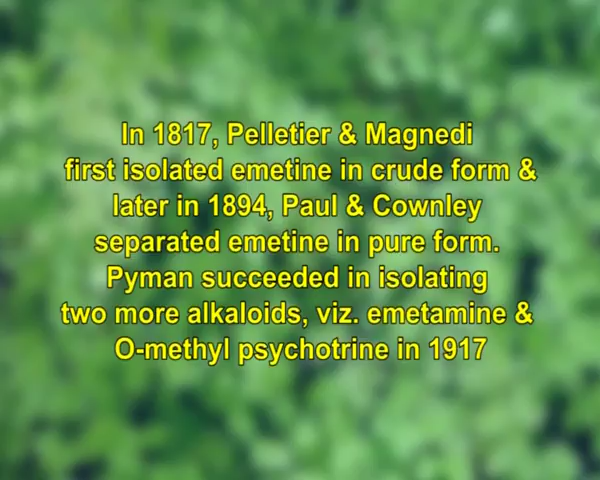 In 1817, Pelletier & Magnedi
first isolated emetine in crude form &
later in 1894, Paul & Cownley
separated emetine in pure form.
Pyman succeeded in isolating
two more alkaloids, viz. emetamine &
O-methyl psychotrine in 1917